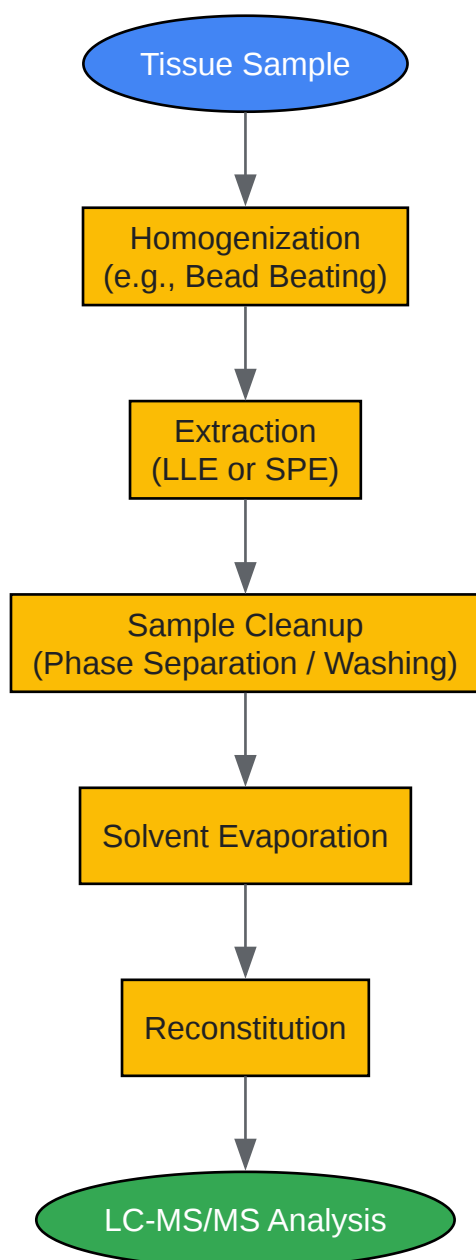 Tissue Sample
Homogenization
(e.g., Bead Beating)
Extraction
(LLE or SPE)
Sample Cleanup
(Phase Separation / Washing)
Solvent Evaporation
Reconstitution
LC-MS/MS Analysis